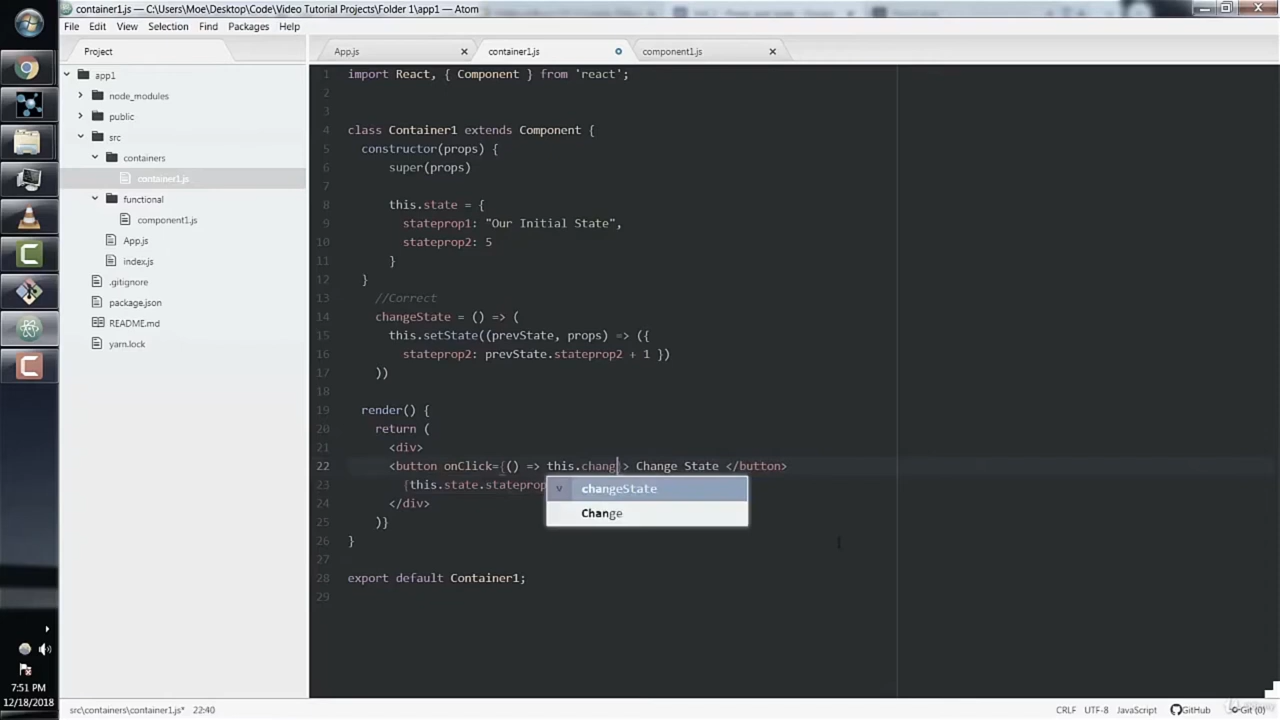 container1.js — C:\Users\Moe\Desktop\Code\Video Tutorial Projects\Folder 1\app1 — Atom
File Edit View Selection Find Packages Help
Project
App.js
container1.js
component1.js
app1
node_modules
public
src
containers
container1.js
functional
component1.js
App.js
index.js
.gitignore
package.json
README.md
yarn.lock
1 import React, { Component } from 'react';
2
3
4 class Container1 extends Component {
5 constructor(props) {
6 super(props)
7
8 this.state = {
9 stateprop1: "Our Initial State",
10 stateprop2: 5
11 }
12 }
13 //Correct
14 changeState = () => (
15 this.setState((prevState, props) => ({
16 stateprop2: prevState.stateprop2 + 1 })
17 ))
18
19 render() {
20 return (
21 <div>
22 <button onClick={() => this.chang}> Change State </button>
23 {this.state.stateprop
24 </div>
25 )}
26 }
27
28 export default Container1;
29
v changeState
Change
7:51 PM
12/18/2018
src\containers\container1.js* 22:40
CRLF UTF-8 JavaScript GitHub Git (0)